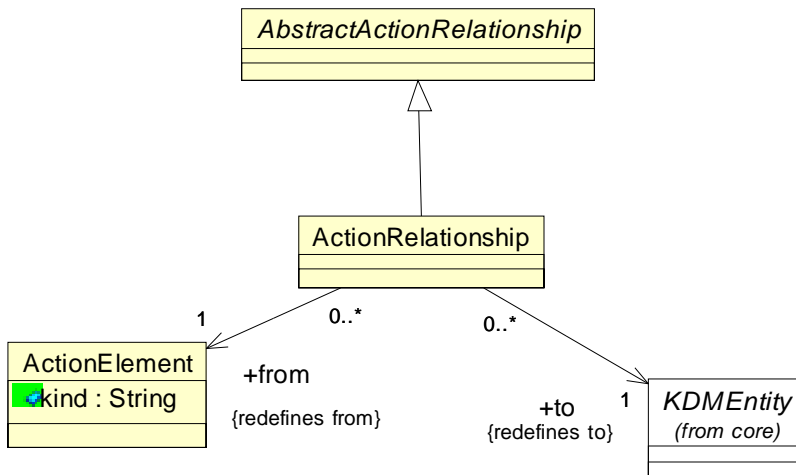 AbstractActionRelationship
ActionRelationship
1
0..*
0..*
ActionElement
kind : String
+from
{redefines from}
+to
{redefines to}
1
KDMEntity
(from core)